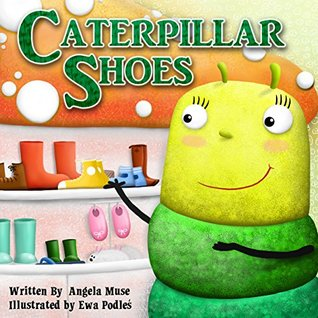 CATERPILLAR
SHOES
Written By Angela Muse
Illustrated by Ewa Podleś